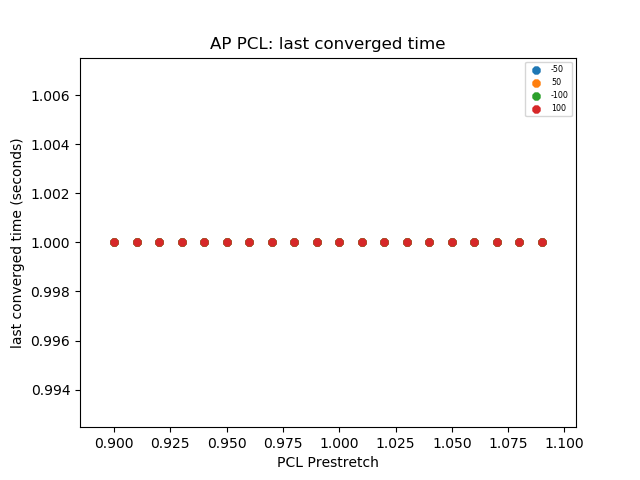 AP PCL: last converged time
-50
50
-100
100
last converged time (seconds)
1.006
1.004
1.002
1.000
0.998
0.996
0.994
0.900 0.925 0.950 0.975 1.000 1.025 1.050 1.075 1.100
PCL Prestretch